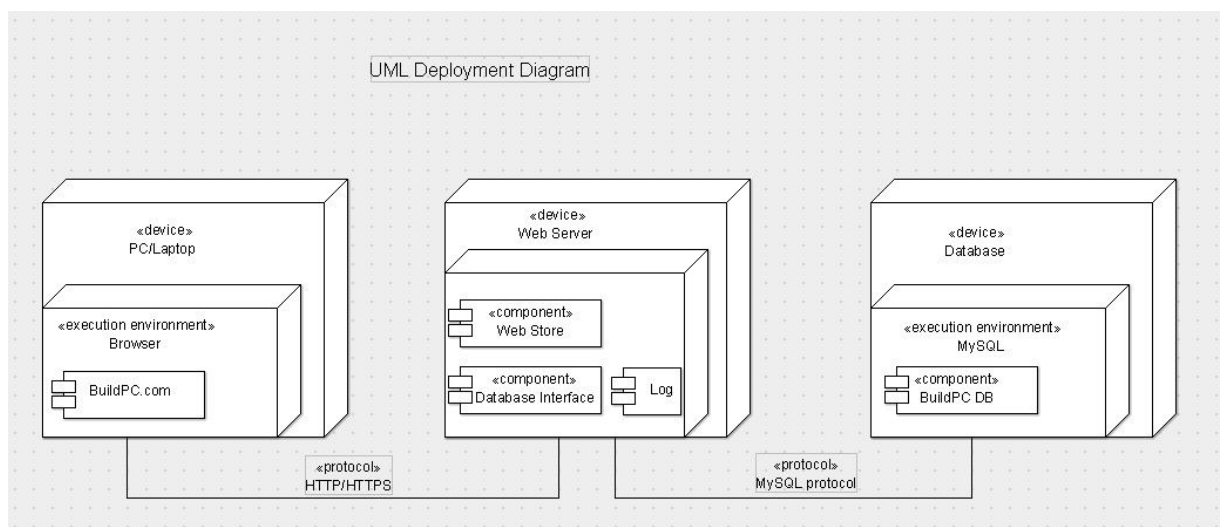 UML Deployment Diagram
«device»
PC/Laptop
«execution environment»
Browser
BuildPC.com
«device»
Web Server
«component»
Web Store
«component»
Database Interface
Log
«device»
Database
«execution environment»
MySQL
«component»
BuildPC DB
«protocol»
HTTP/HTTPS
«protocol»
MySQL protocol